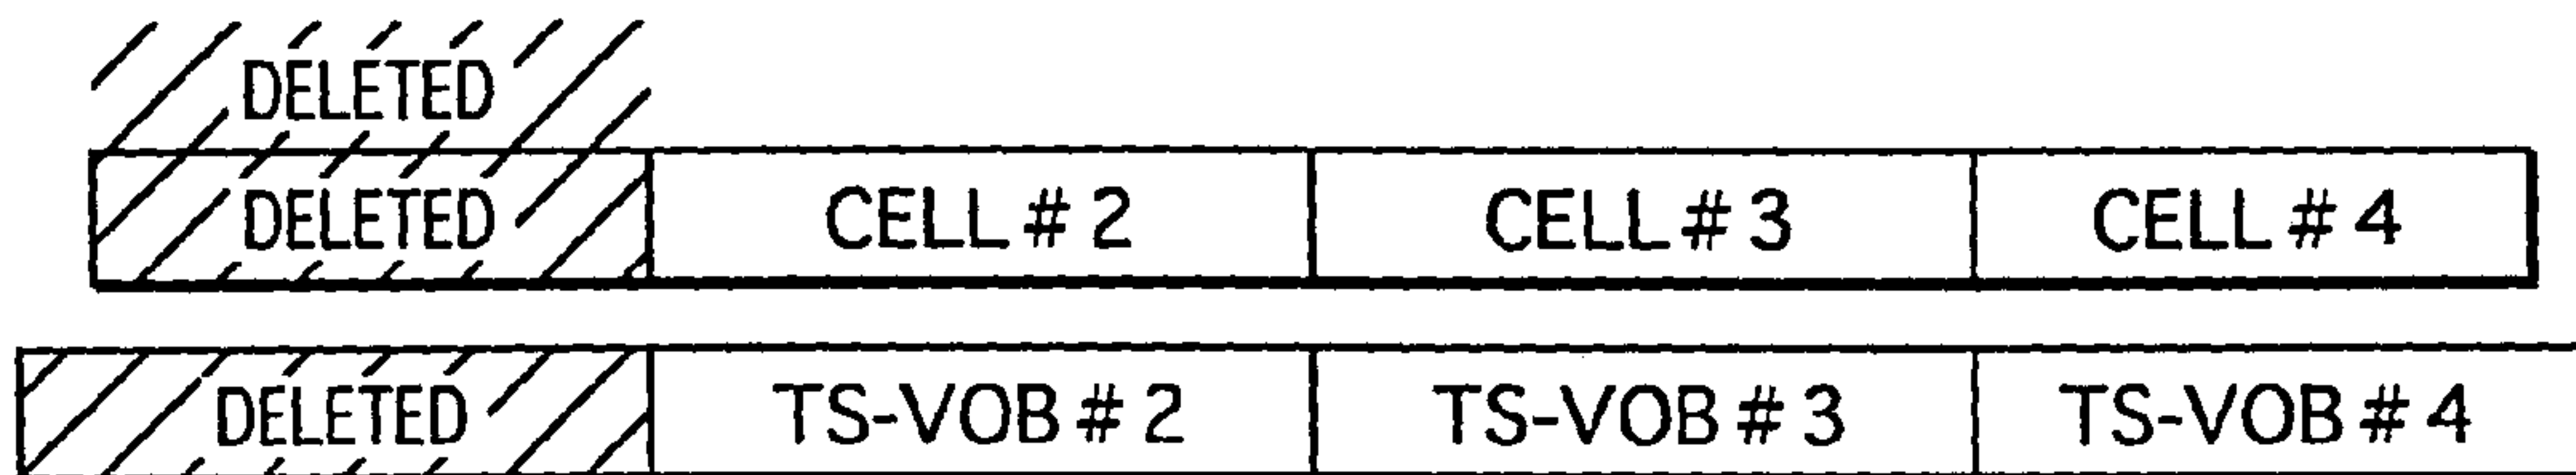 DELETED
DELETED CELL # 2 CELL # 3 CELL # 4
DELETED TS-VOB # 2 TS-VOB # 3 TS-VOB # 4